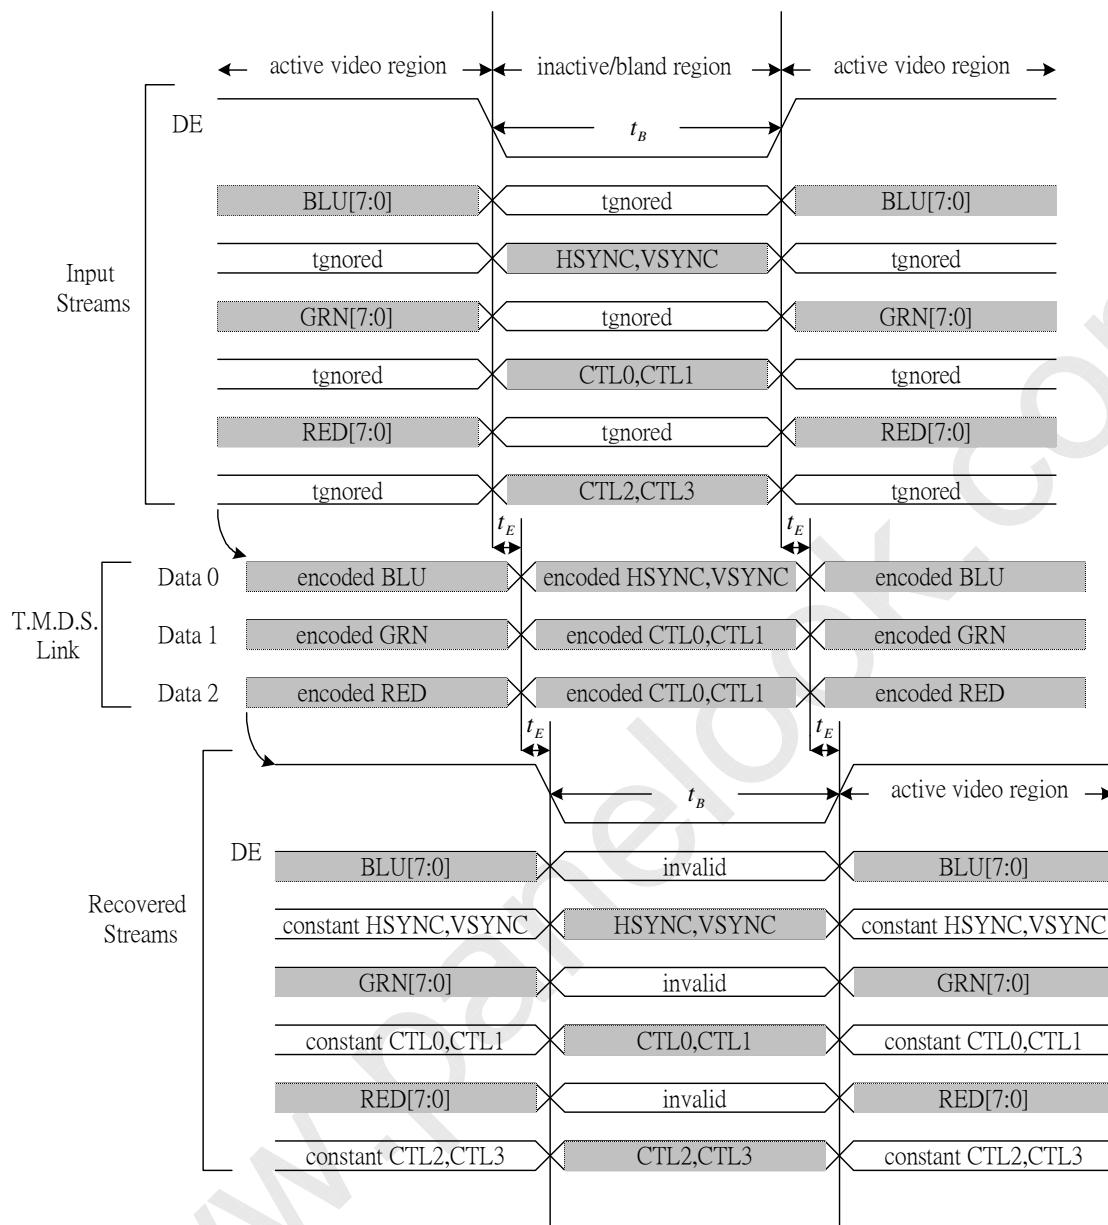 active video region inactive/bland region active video region
DE
t_B
BLU[7:0] tgnored BLU[7:0]
tgnored HSYNC,VSYNC tgnored
Input
Streams
GRN[7:0] tgnored GRN[7:0]
tgnored CTL0,CTL1 tgnored
RED[7:0] tgnored RED[7:0]
tgnored CTL2,CTL3 tgnored
t_E t_E
T.M.D.S.
Link
Data 0 encoded BLU encoded HSYNC,VSYNC encoded BLU
Data 1 encoded GRN encoded CTL0,CTL1 encoded GRN
Data 2 encoded RED encoded CTL0,CTL1 encoded RED
t_E t_E
t_B active video region
DE
BLU[7:0] invalid BLU[7:0]
Recovered
Streams
constant HSYNC,VSYNC HSYNC,VSYNC constant HSYNC,VSYNC
GRN[7:0] invalid GRN[7:0]
constant CTL0,CTL1 CTL0,CTL1 constant CTL0,CTL1
RED[7:0] invalid RED[7:0]
constant CTL2,CTL3 CTL2,CTL3 constant CTL2,CTL3
www.panelook.com